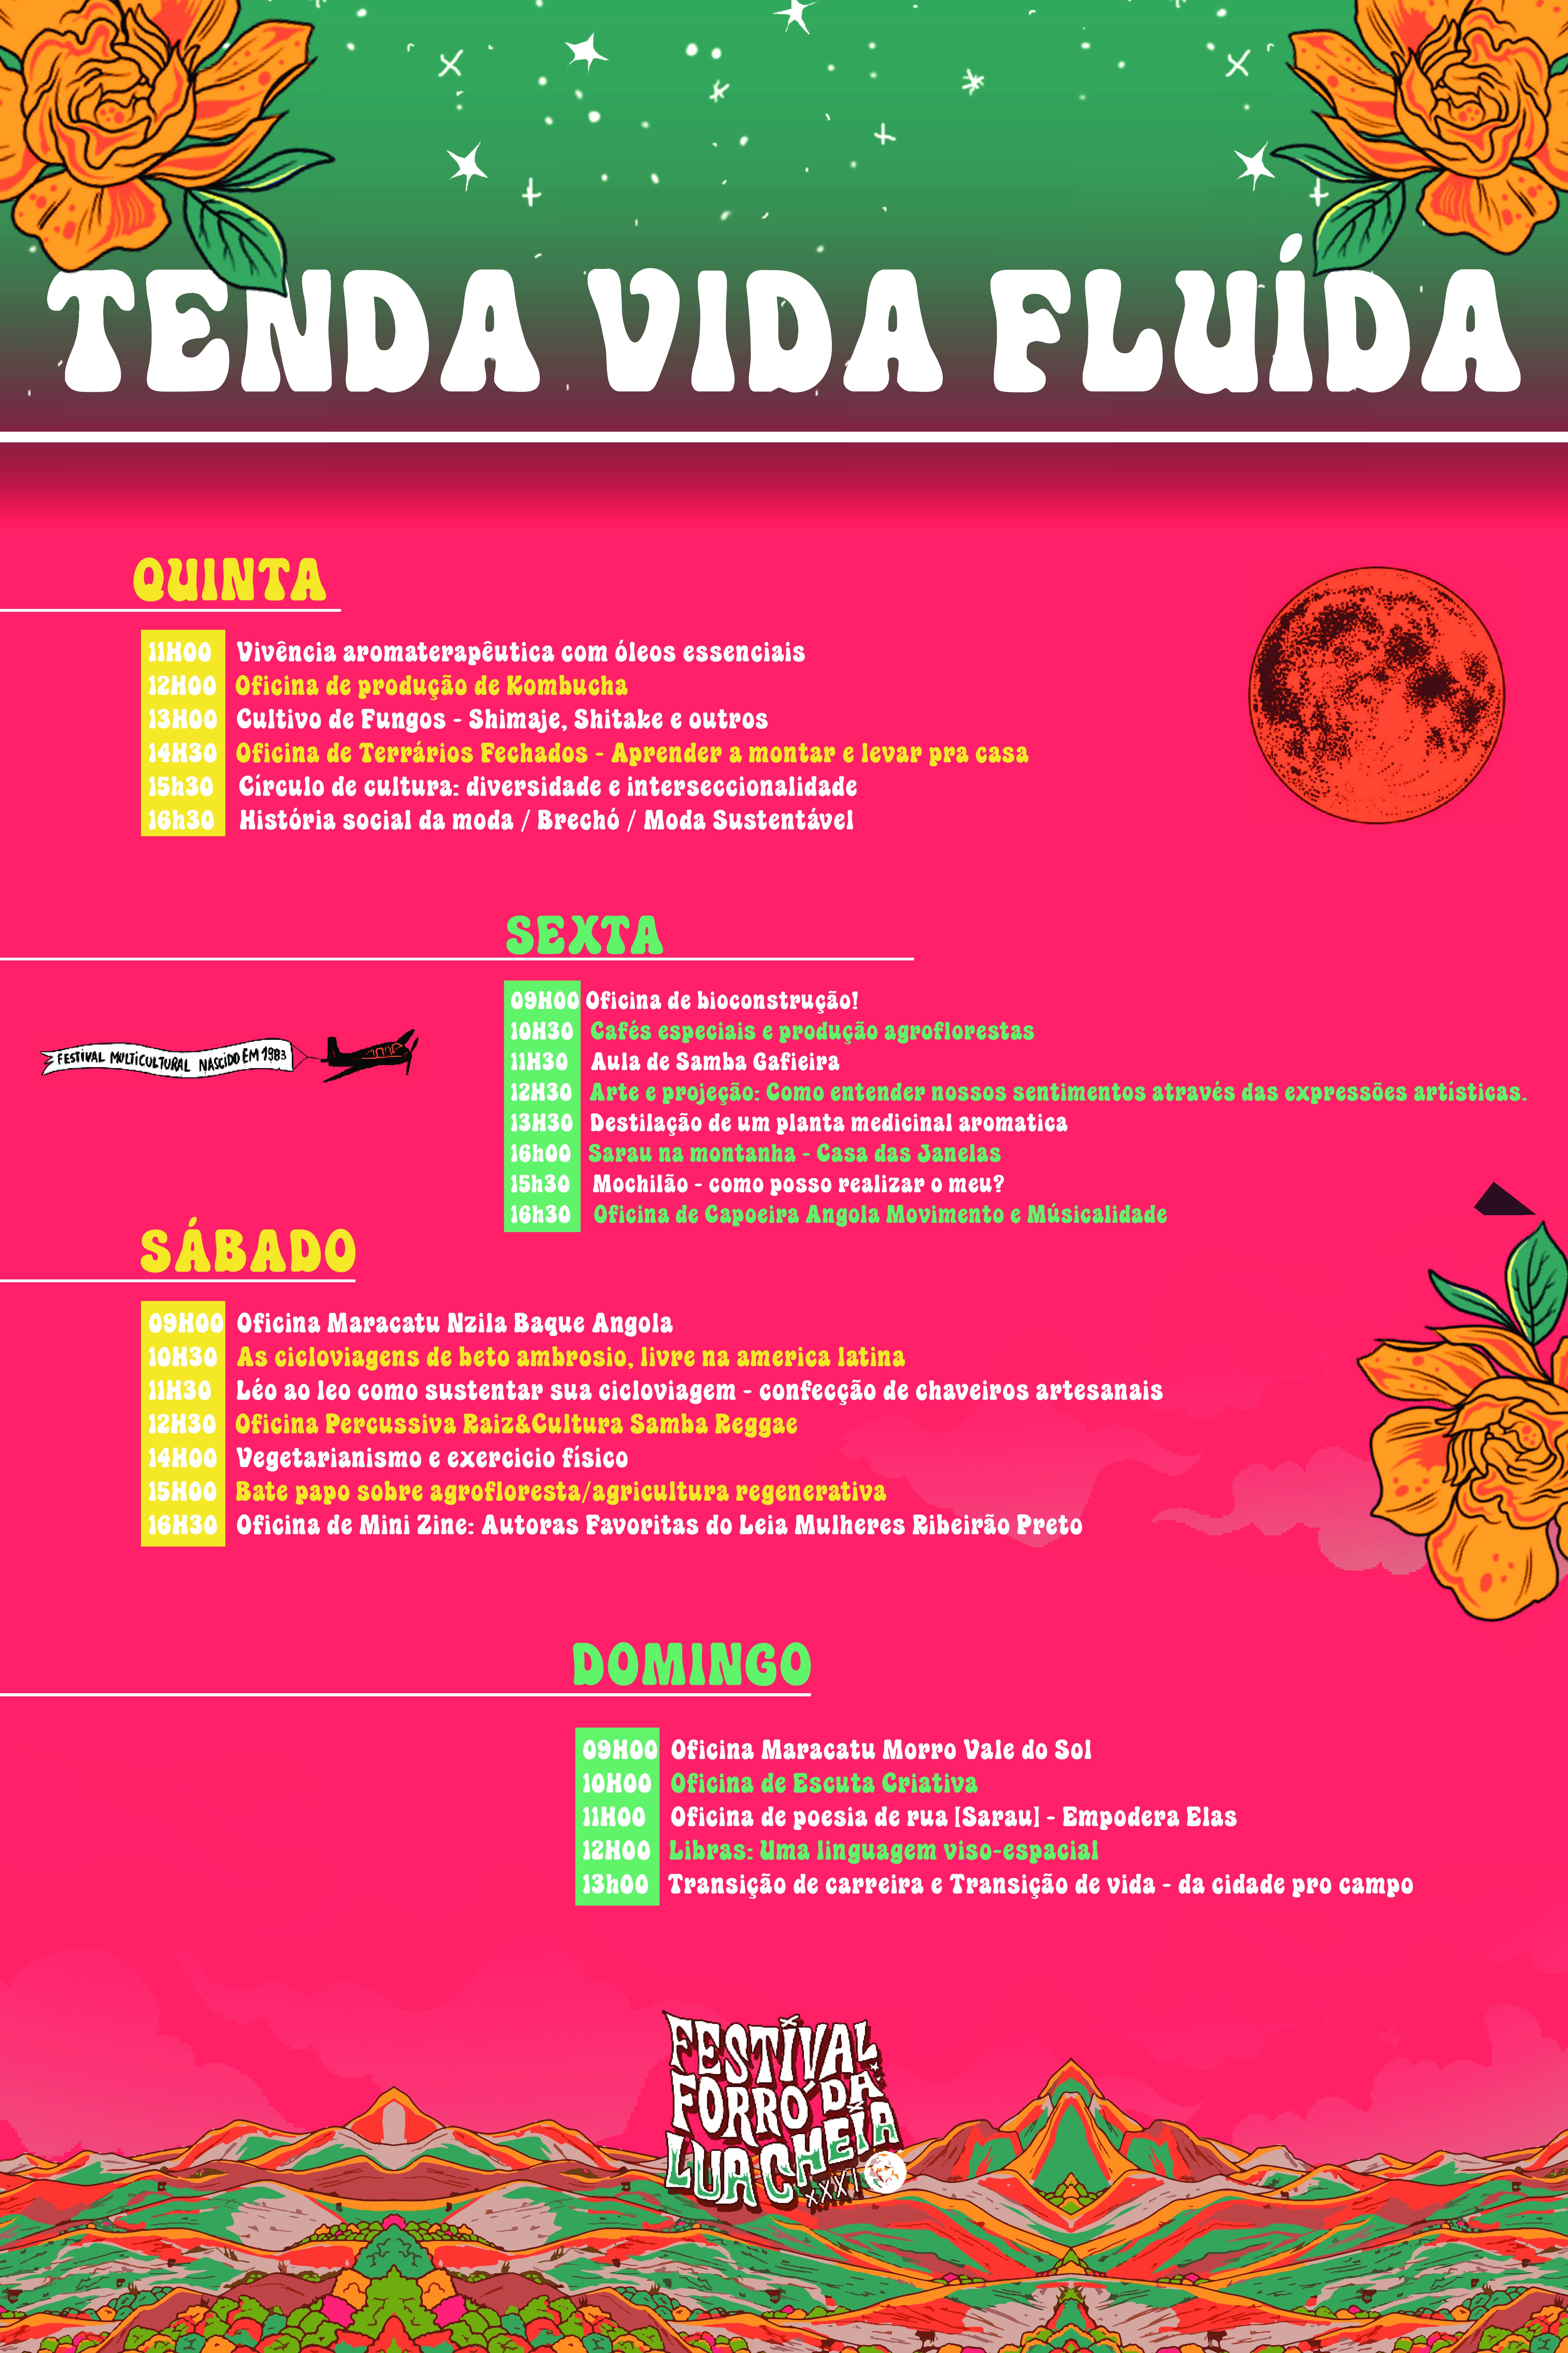 TENDA VIDA FLUÍDA
QUINTA
11H00 Vivência aromaterapêutica com óleos essenciais
12H00 Oficina de produção de Kombucha
13H00 Cultivo de Fungos - Shimaje, Shitake e outros
14H30 Oficina de Terrários Fechados - Aprender a montar e levar pra casa
15h30 Círculo de cultura: diversidade e interseccionalidade
16h30 História social da moda / Brechó / Moda Sustentável
SEXTA
09H00 Oficina de bioconstrução!
10H30 Cafés especiais e produção agroflorestas
11H30 Aula de Samba Gafieira
12H30 Arte e projeção: Como entender nossos sentimentos através das expressões artísticas.
13H30 Destilação de um planta medicinal aromatica
16h00 Sarau na montanha - Casa das Janelas
15h30 Mochilão - como posso realizar o meu?
16h30 Oficina de Capoeira Angola Movimento e Músicalidade
FESTIVAL MULTICULTURAL NASCIDO EM 1983
SÁBADO
09H00 Oficina Maracatu Nzila Baque Angola
10H30 As cicloviagens de beto ambrosio, livre na america latina
11H30 Léo ao leo como sustentar sua cicloviagem - confecção de chaveiros artesanais
12H30 Oficina Percussiva Raiz&Cultura Samba Reggae
14H00 Vegetarianismo e exercicio físico
15H00 Bate papo sobre agrofloresta/agricultura regenerativa
16H30 Oficina de Mini Zine: Autoras Favoritas do Leia Mulheres Ribeirão Preto
DOMINGO
09H00 Oficina Maracatu Morro Vale do Sol
10H00 Oficina de Escuta Criativa
11H00 Oficina de poesia de rua [Sarau] - Empodera Elas
12H00 Libras: Uma linguagem viso-espacial
13h00 Transição de carreira e Transição de vida - da cidade pro campo
FESTIVAL
FORRÓ DA
LUA CHEIA
XXXI